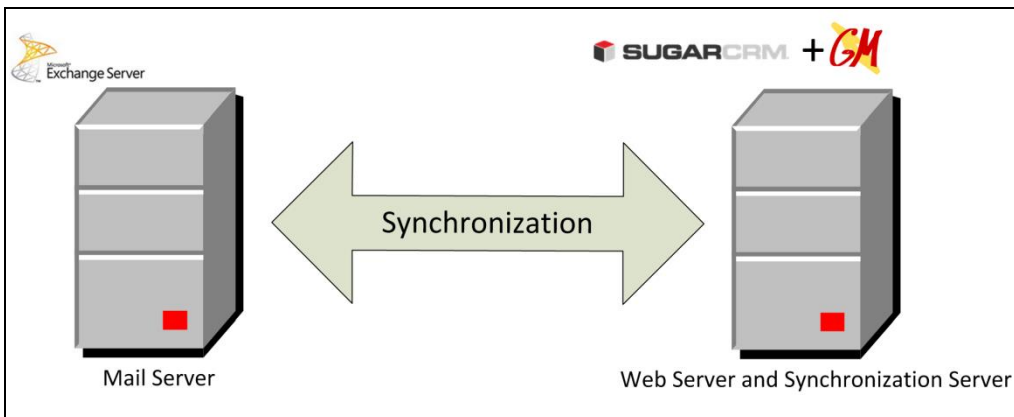 Microsoft®
Exchange Server
SUGARCRM. + GM
Synchronization
Mail Server
Web Server and Synchronization Server